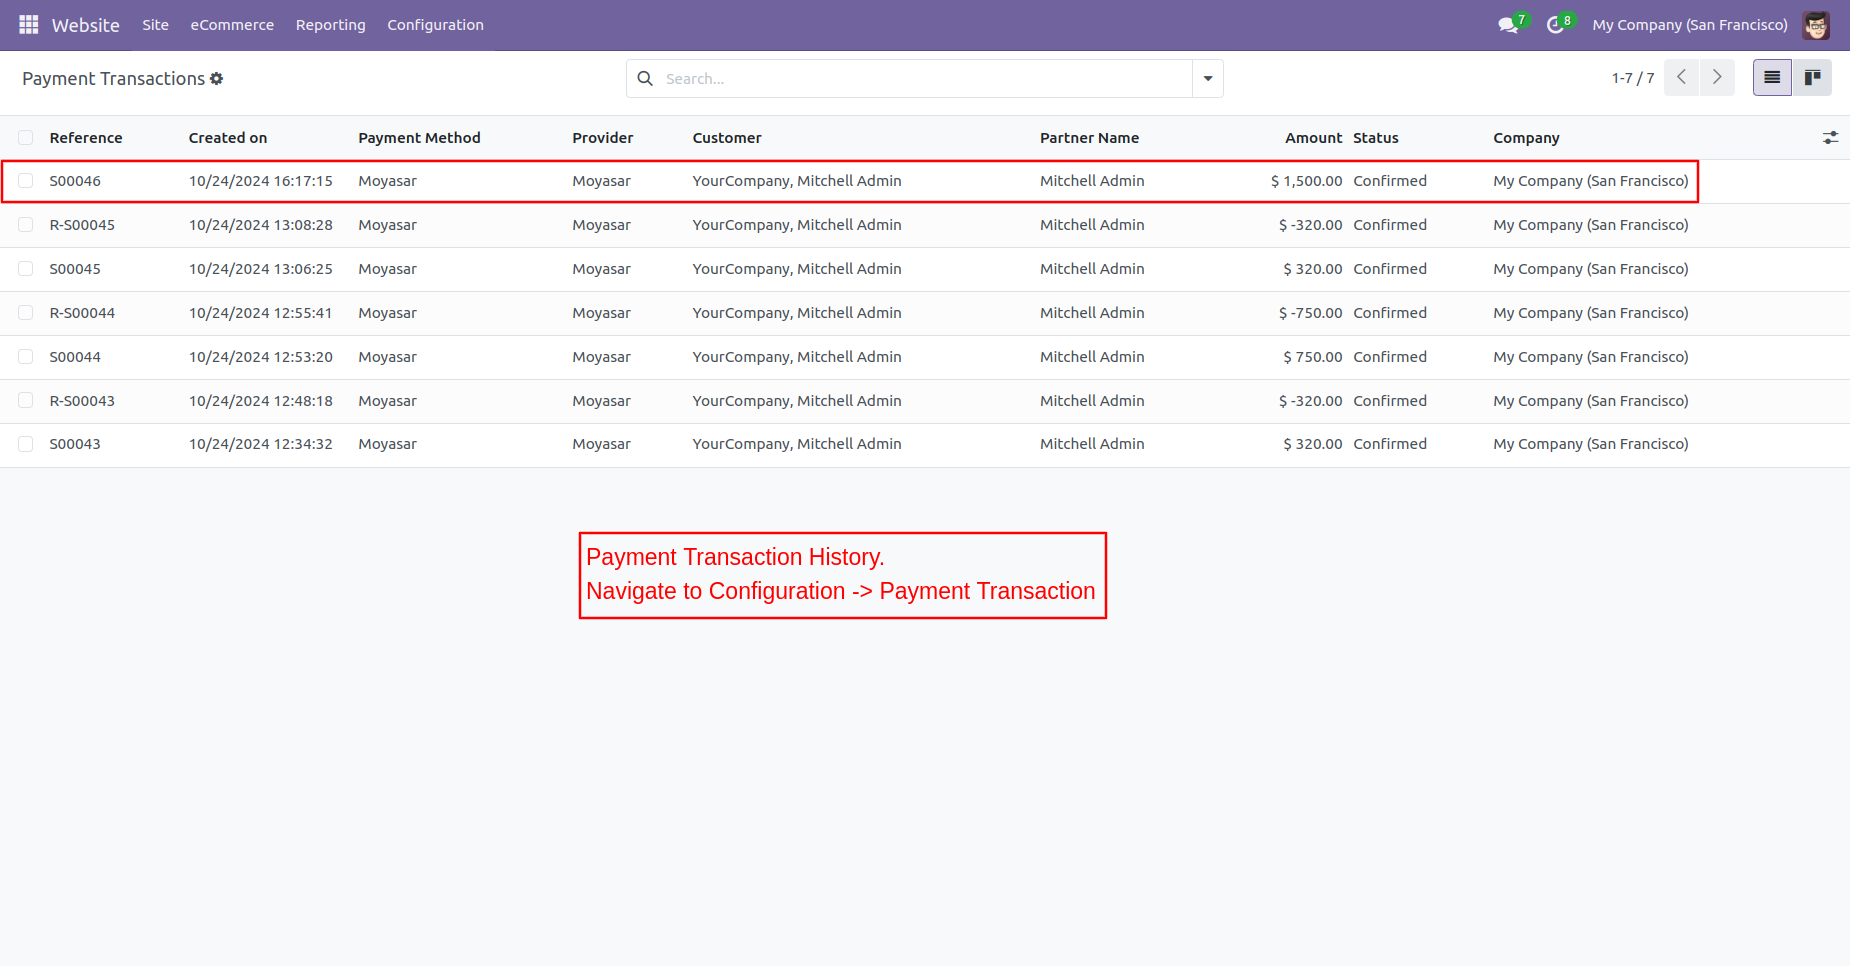 Website Site eCommerce Reporting Configuration 7 8 My Company (San Francisco)
Payment Transactions Search... 1-7 / 7
Reference Created on Payment Method Provider Customer Partner Name Amount Status Company
S00046 10/24/2024 16:17:15 Moyasar Moyasar YourCompany, Mitchell Admin Mitchell Admin $ 1,500.00 Confirmed My Company (San Francisco)
R-S00045 10/24/2024 13:08:28 Moyasar Moyasar YourCompany, Mitchell Admin Mitchell Admin $ -320.00 Confirmed My Company (San Francisco)
S00045 10/24/2024 13:06:25 Moyasar Moyasar YourCompany, Mitchell Admin Mitchell Admin $ 320.00 Confirmed My Company (San Francisco)
R-S00044 10/24/2024 12:55:41 Moyasar Moyasar YourCompany, Mitchell Admin Mitchell Admin $ -750.00 Confirmed My Company (San Francisco)
S00044 10/24/2024 12:53:20 Moyasar Moyasar YourCompany, Mitchell Admin Mitchell Admin $ 750.00 Confirmed My Company (San Francisco)
R-S00043 10/24/2024 12:48:18 Moyasar Moyasar YourCompany, Mitchell Admin Mitchell Admin $ -320.00 Confirmed My Company (San Francisco)
S00043 10/24/2024 12:34:32 Moyasar Moyasar YourCompany, Mitchell Admin Mitchell Admin $ 320.00 Confirmed My Company (San Francisco)
Payment Transaction History.
Navigate to Configuration -> Payment Transaction